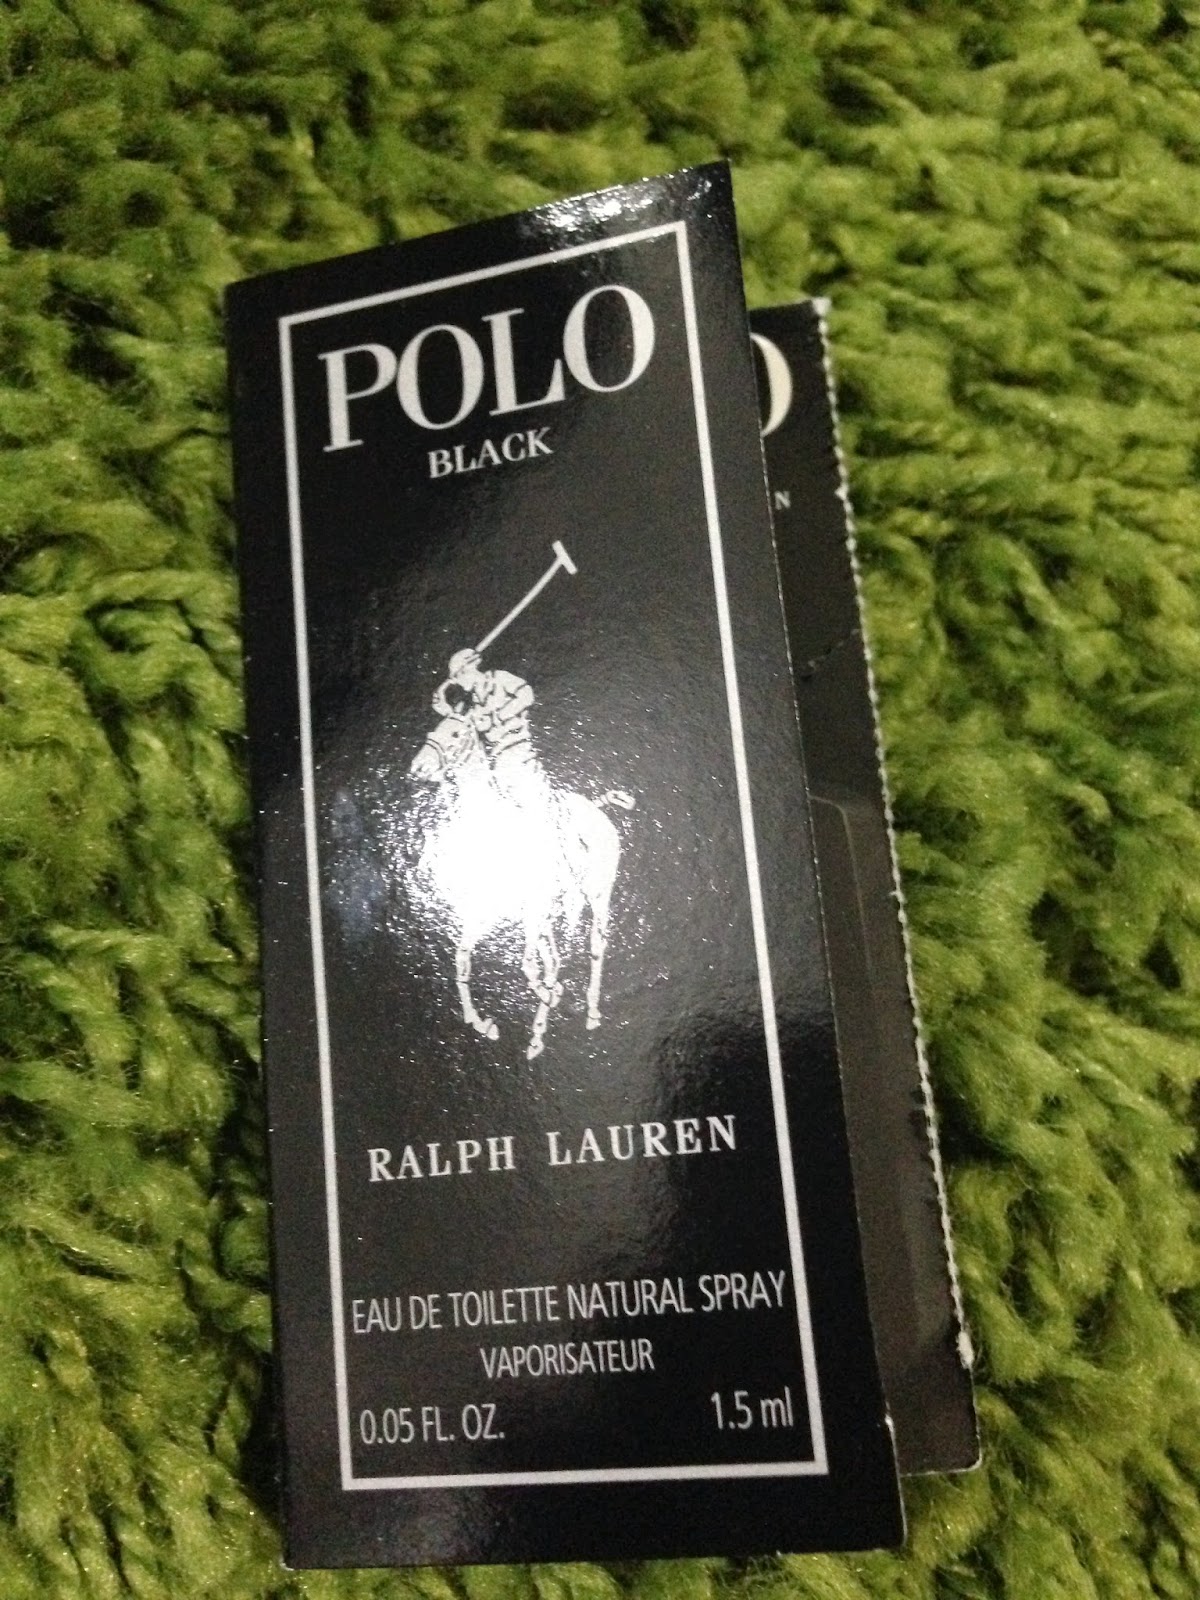 POLO
BLACK
RALPH LAUREN
EAU DE TOILETTE NATURAL SPRAY
VAPORISATEUR
0.05 FL. OZ. 1.5 ml
O
N